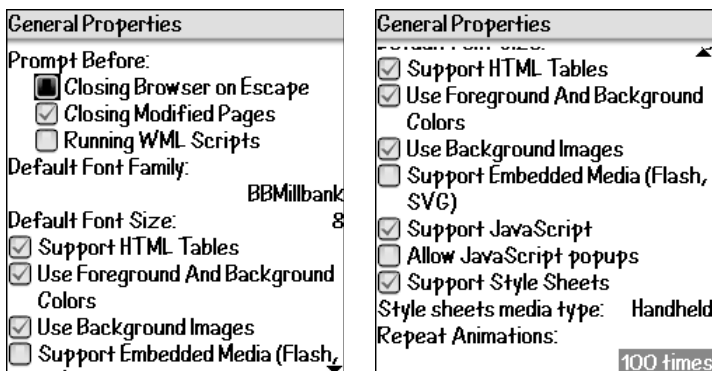 General Properties
Prompt Before:
Closing Browser on Escape
Closing Modified Pages
Running WML Scripts
Default Font Family:
BBMillbank
Default Font Size: 8
Support HTML Tables
Use Foreground And Background
Colors
Use Background Images
Support Embedded Media (Flash,
General Properties
Support HTML Tables
Use Foreground And Background
Colors
Use Background Images
Support Embedded Media (Flash,
SVG)
Support JavaScript
Allow JavaScript popups
Support Style Sheets
Style sheets media type: Handheld
Repeat Animations:
100 times